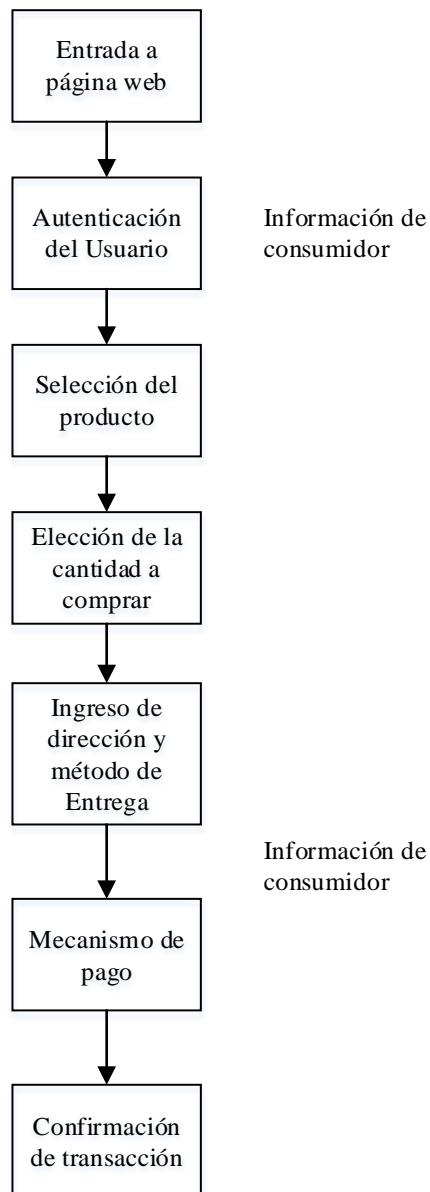 Entrada a
página web
Autenticación
del Usuario
Información de
consumidor
Selección del
producto
Elección de la
cantidad a
comprar
Ingreso de
dirección y
método de
Entrega
Información de
consumidor
Mecanismo de
pago
Confirmación
de transacción